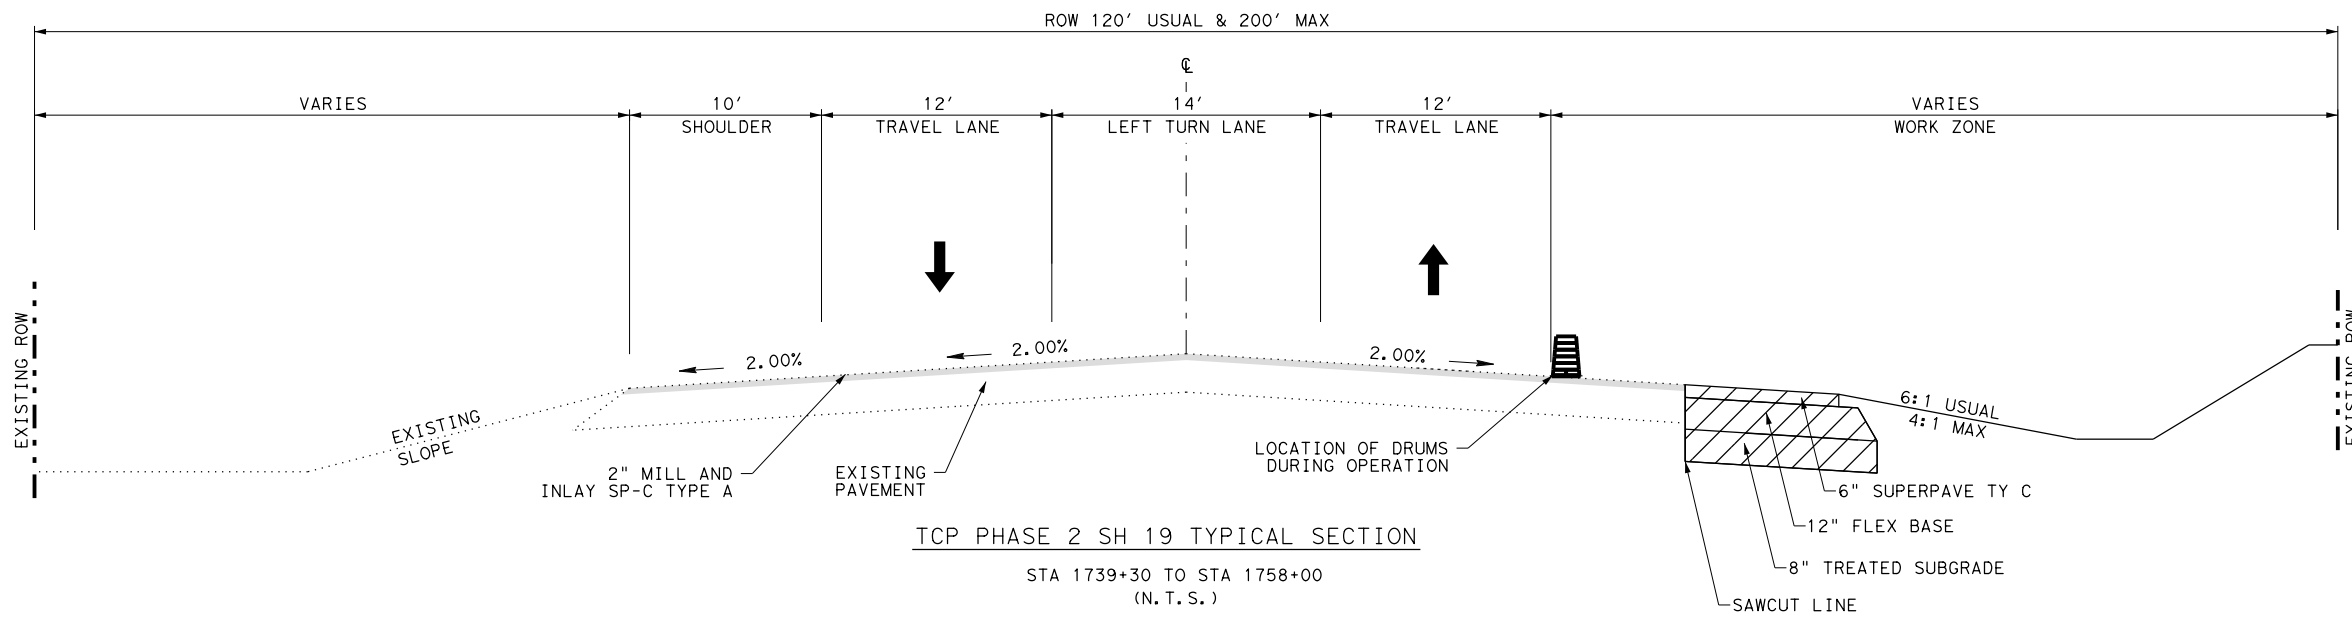 ROW 120' USUAL & 200' MAX
℄
VARIES
10'
SHOULDER
12'
TRAVEL LANE
14'
LEFT TURN LANE
12'
TRAVEL LANE
VARIES
WORK ZONE
EXISTING ROW
EXISTING ROW
2.00%
2.00%
2.00%
EXISTING
SLOPE
6:1 USUAL
4:1 MAX
2" MILL AND
INLAY SP-C TYPE A
EXISTING
PAVEMENT
LOCATION OF DRUMS
DURING OPERATION
6" SUPERPAVE TY C
12" FLEX BASE
8" TREATED SUBGRADE
SAWCUT LINE
TCP PHASE 2 SH 19 TYPICAL SECTION
STA 1739+30 TO STA 1758+00
(N.T.S.)